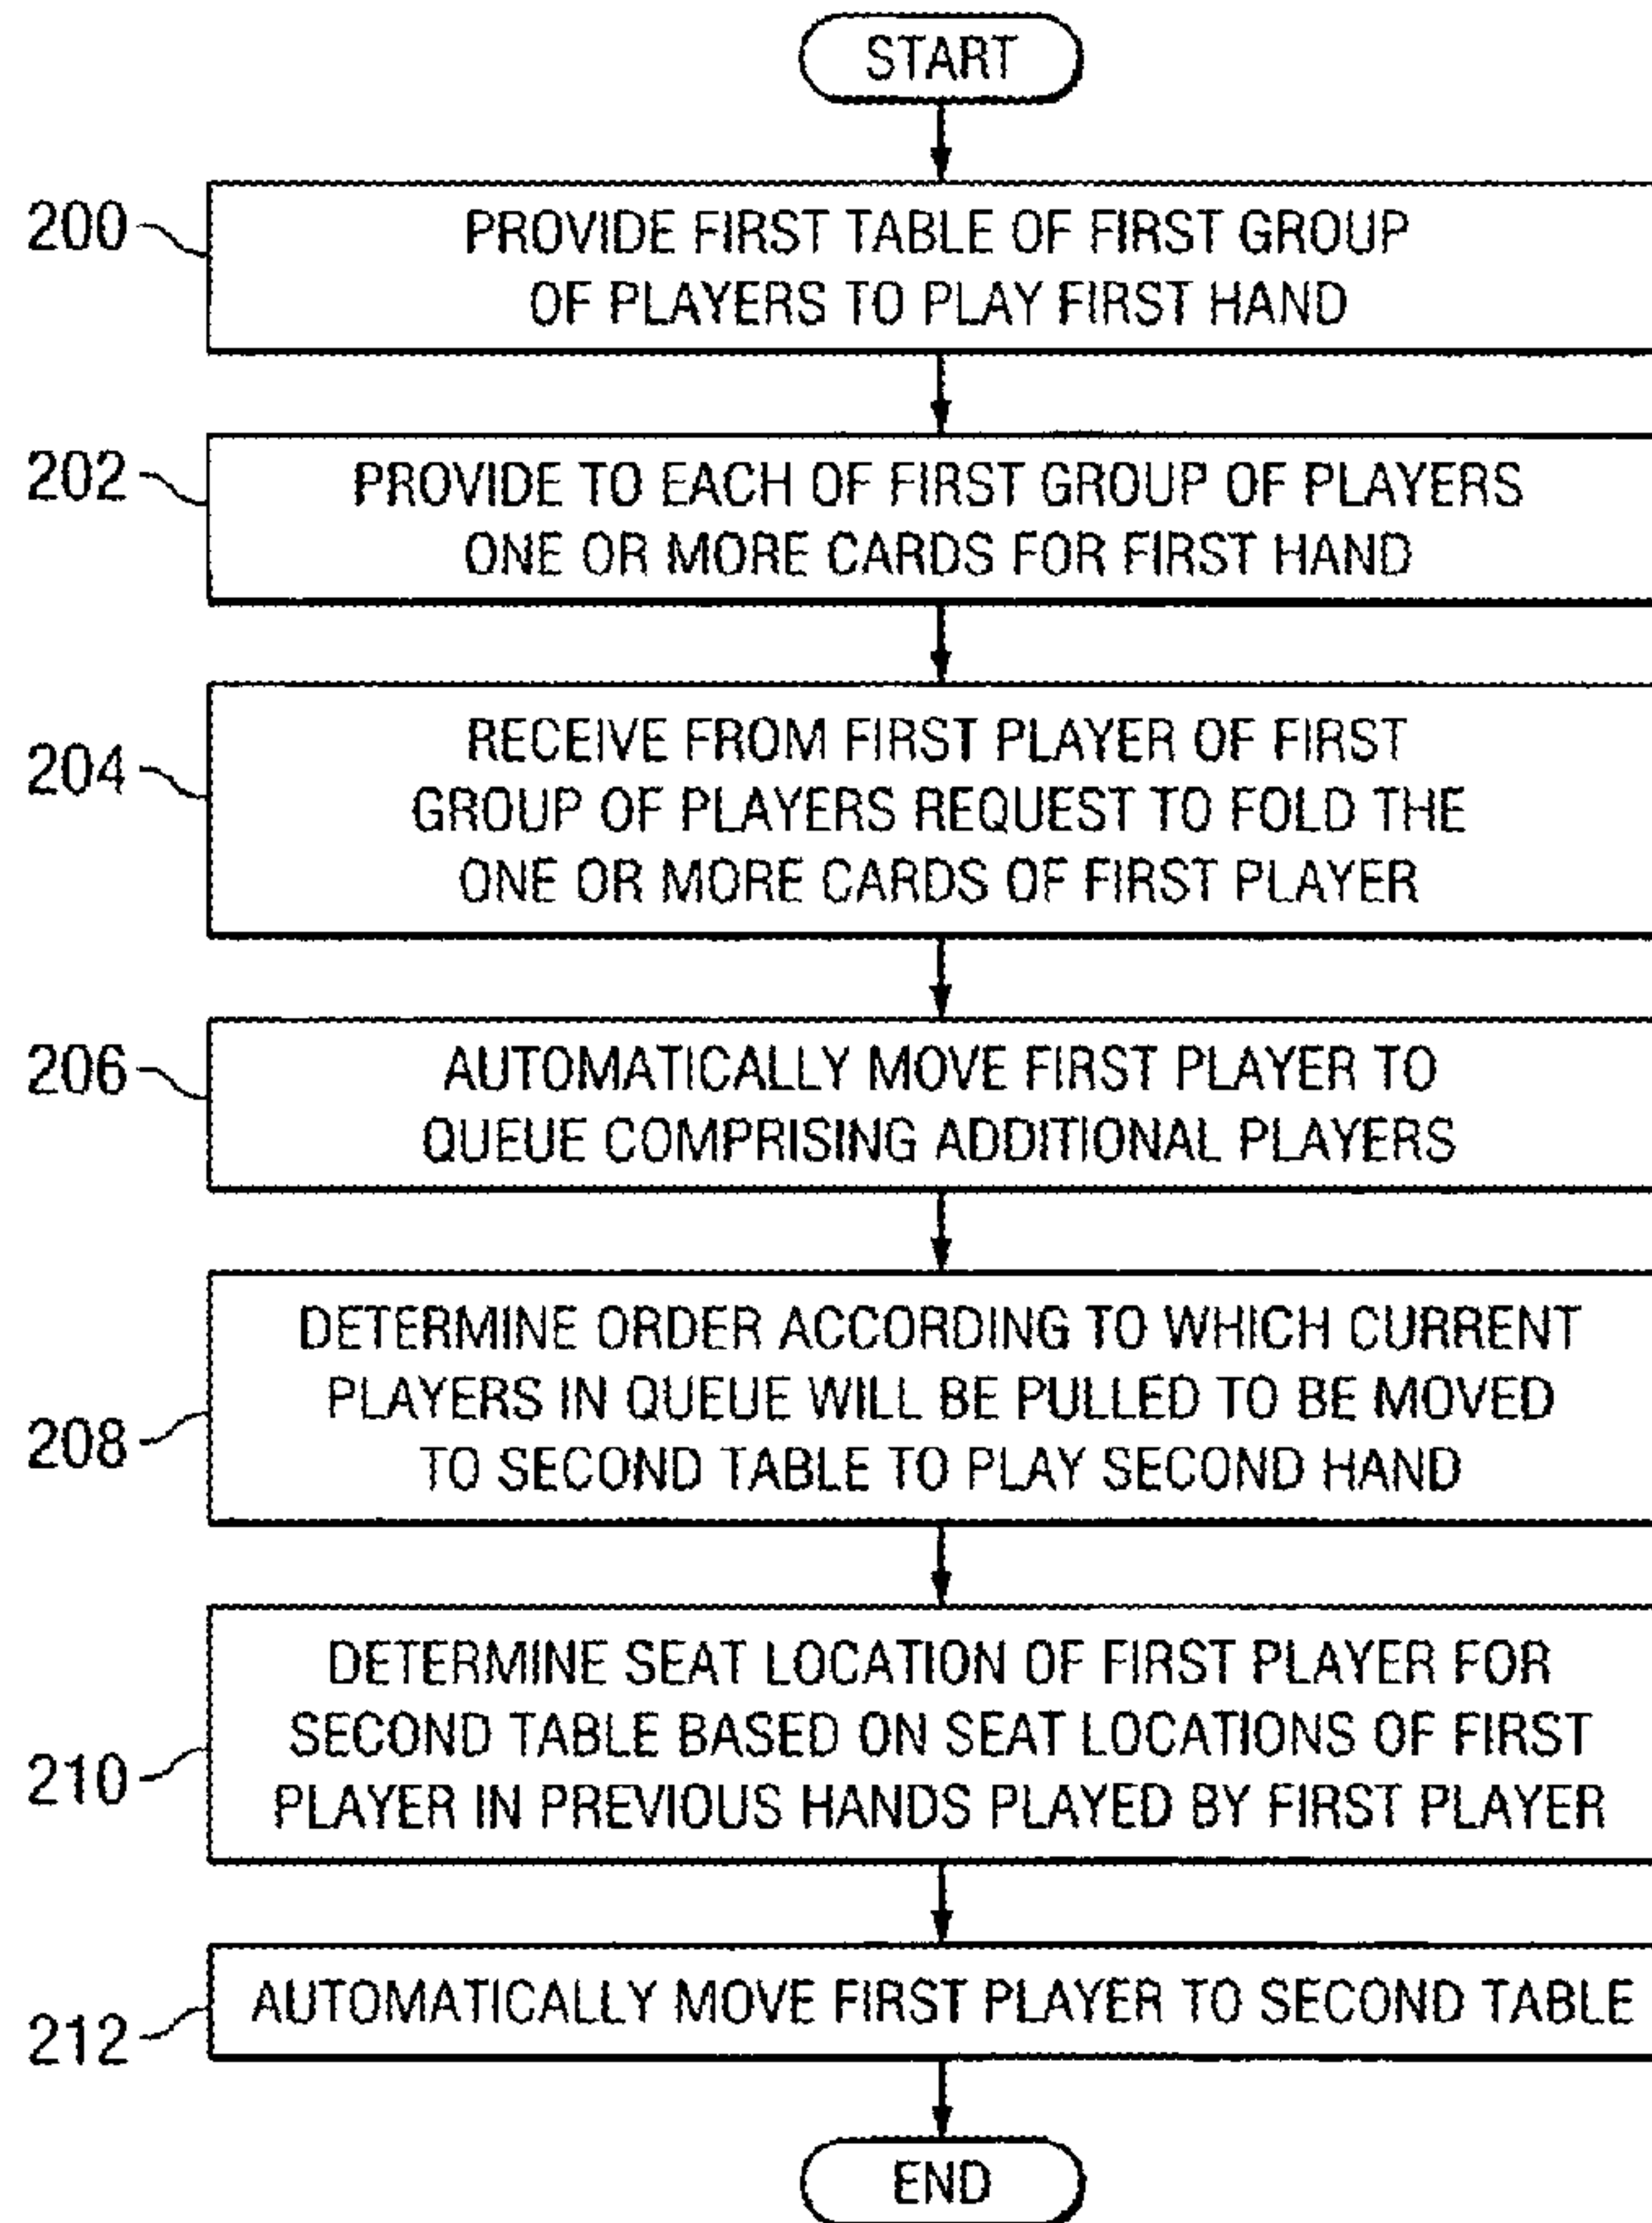 START
200
PROVIDE FIRST TABLE OF FIRST GROUP
OF PLAYERS TO PLAY FIRST HAND
202
PROVIDE TO EACH OF FIRST GROUP OF PLAYERS
ONE OR MORE CARDS FOR FIRST HAND
204
RECEIVE FROM FIRST PLAYER OF FIRST
GROUP OF PLAYERS REQUEST TO FOLD THE
ONE OR MORE CARDS OF FIRST PLAYER
206
AUTOMATICALLY MOVE FIRST PLAYER TO
QUEUE COMPRISING ADDITIONAL PLAYERS
208
DETERMINE ORDER ACCORDING TO WHICH CURRENT
PLAYERS IN QUEUE WILL BE PULLED TO BE MOVED
TO SECOND TABLE TO PLAY SECOND HAND
210
DETERMINE SEAT LOCATION OF FIRST PLAYER FOR
SECOND TABLE BASED ON SEAT LOCATIONS OF FIRST
PLAYER IN PREVIOUS HANDS PLAYED BY FIRST PLAYER
212
AUTOMATICALLY MOVE FIRST PLAYER TO SECOND TABLE
END